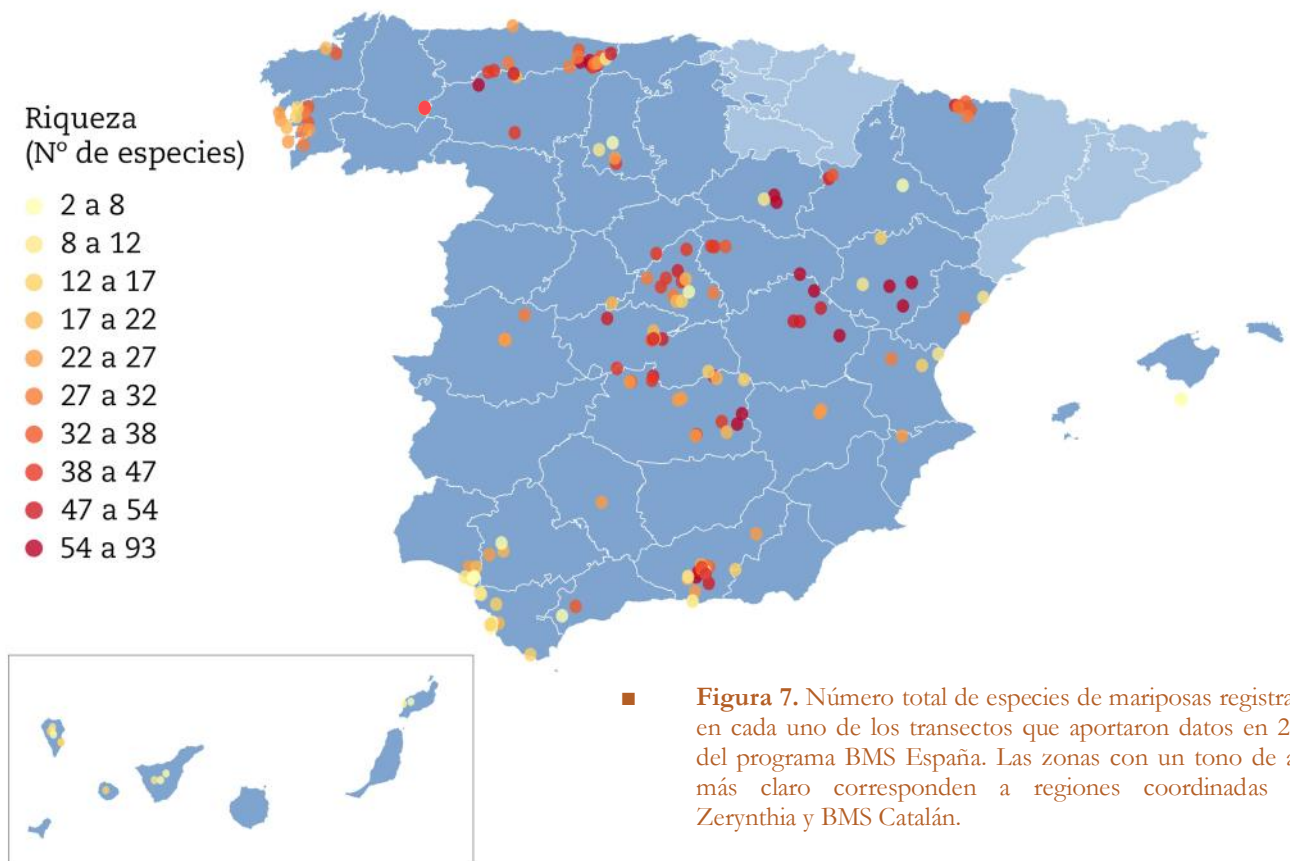 Riqueza
(Nº de especies)
2 a 8
8 a 12
12 a 17
17 a 22
22 a 27
27 a 32
32 a 38
38 a 47
47 a 54
54 a 93
■ Figura 7. Número total de especies de mariposas registra
en cada uno de los transectos que aportaron datos en 2
del programa BMS España. Las zonas con un tono de a
más claro corresponden a regiones coordinadas
Zerynthia y BMS Catalán.